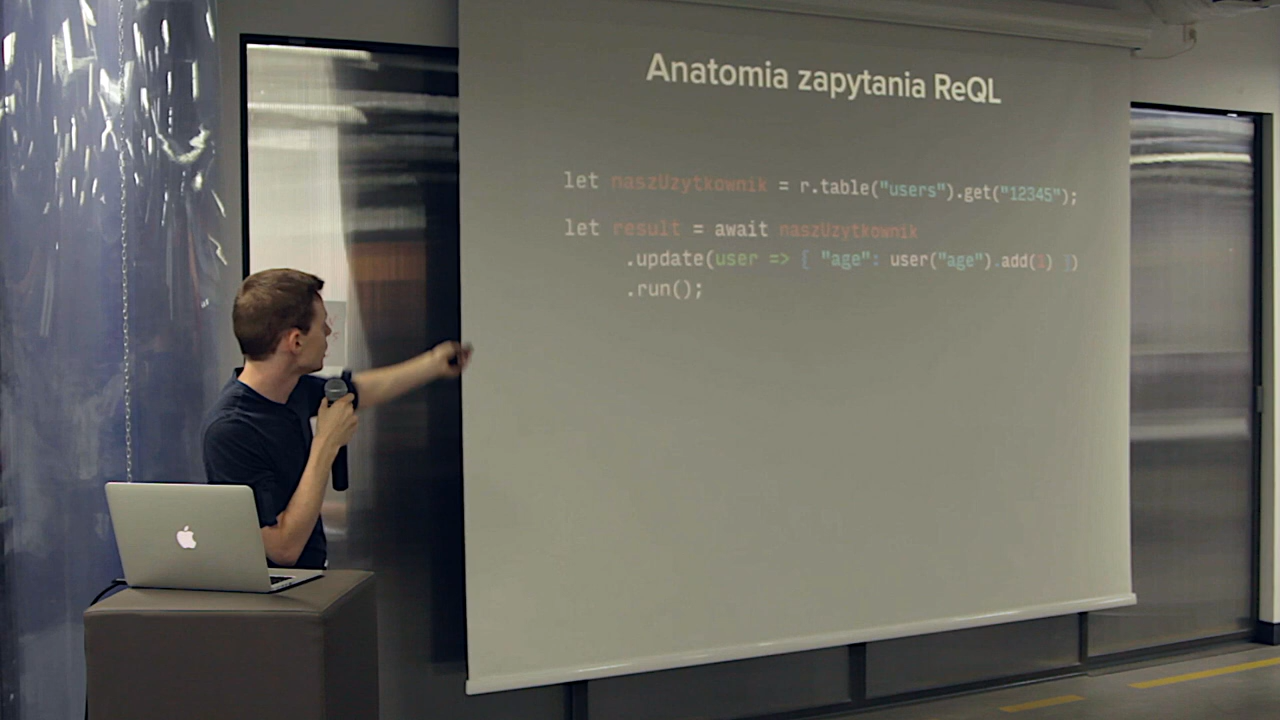 Anatomia zapytania ReQL
let naszUzytkownik = r.table("users").get("12345");
let result = await naszUzytkownik
.update(user => { "age": user("age").add(1) })
.run();